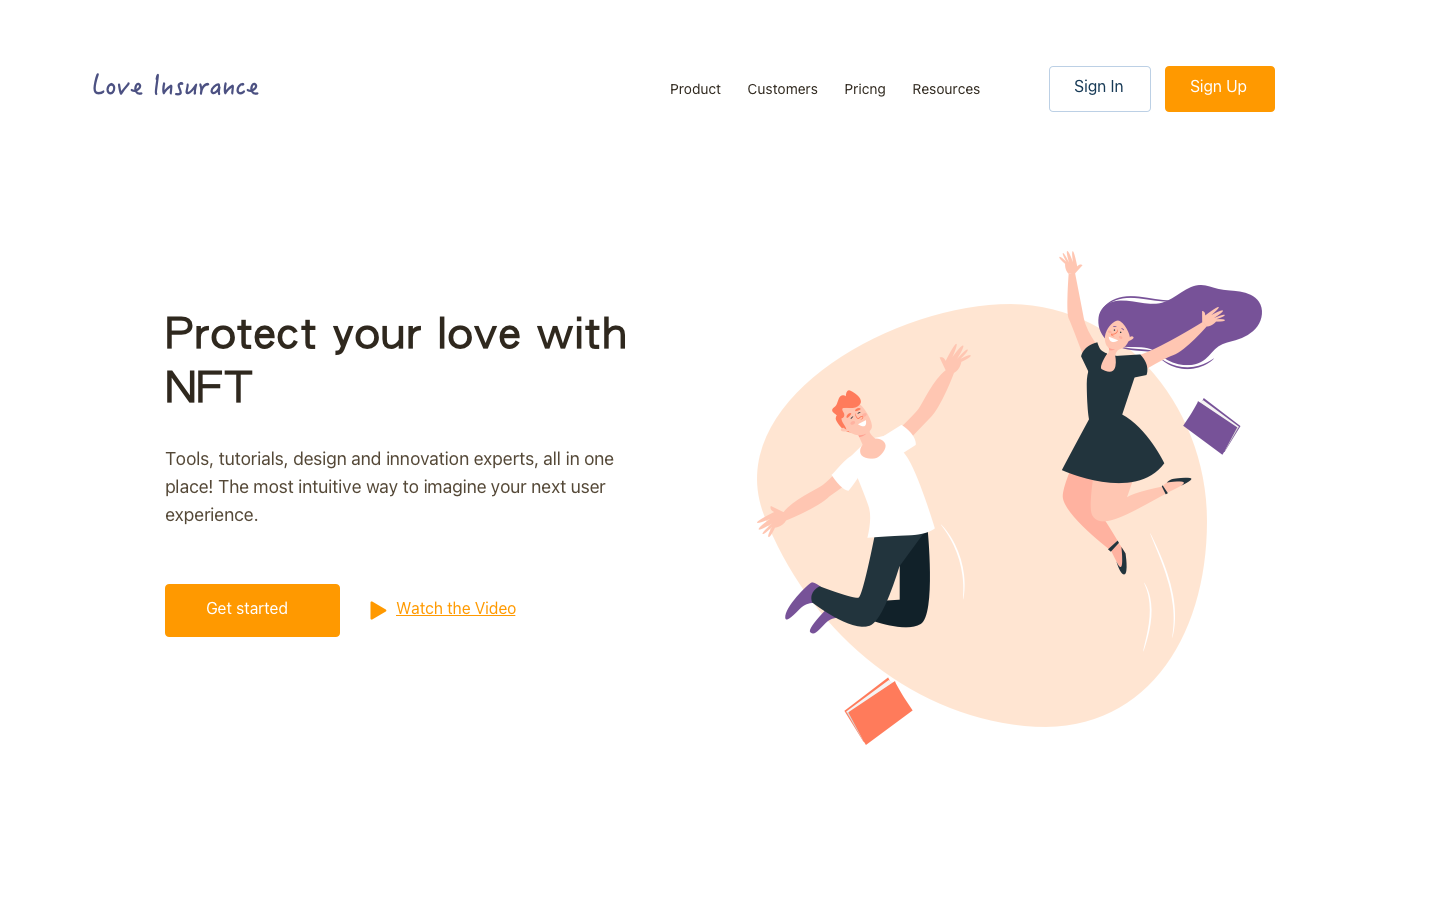 Love Insurance
Product Customers Pricng Resources Sign In Sign Up
Protect your love with
NFT
Tools, tutorials, design and innovation experts, all in one
place! The most intuitive way to imagine your next user
experience.
Get started Watch the Video